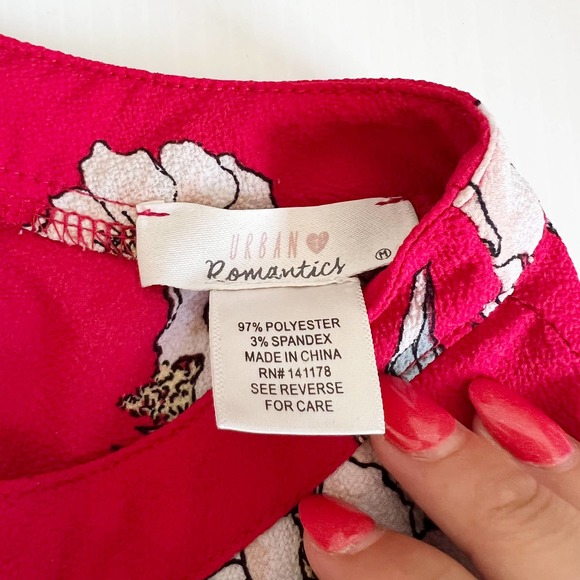 URBAN
Romantics
M
97% POLYESTER
3% SPANDEX
MADE IN CHINA
RN# 141178
SEE REVERSE
FOR CARE